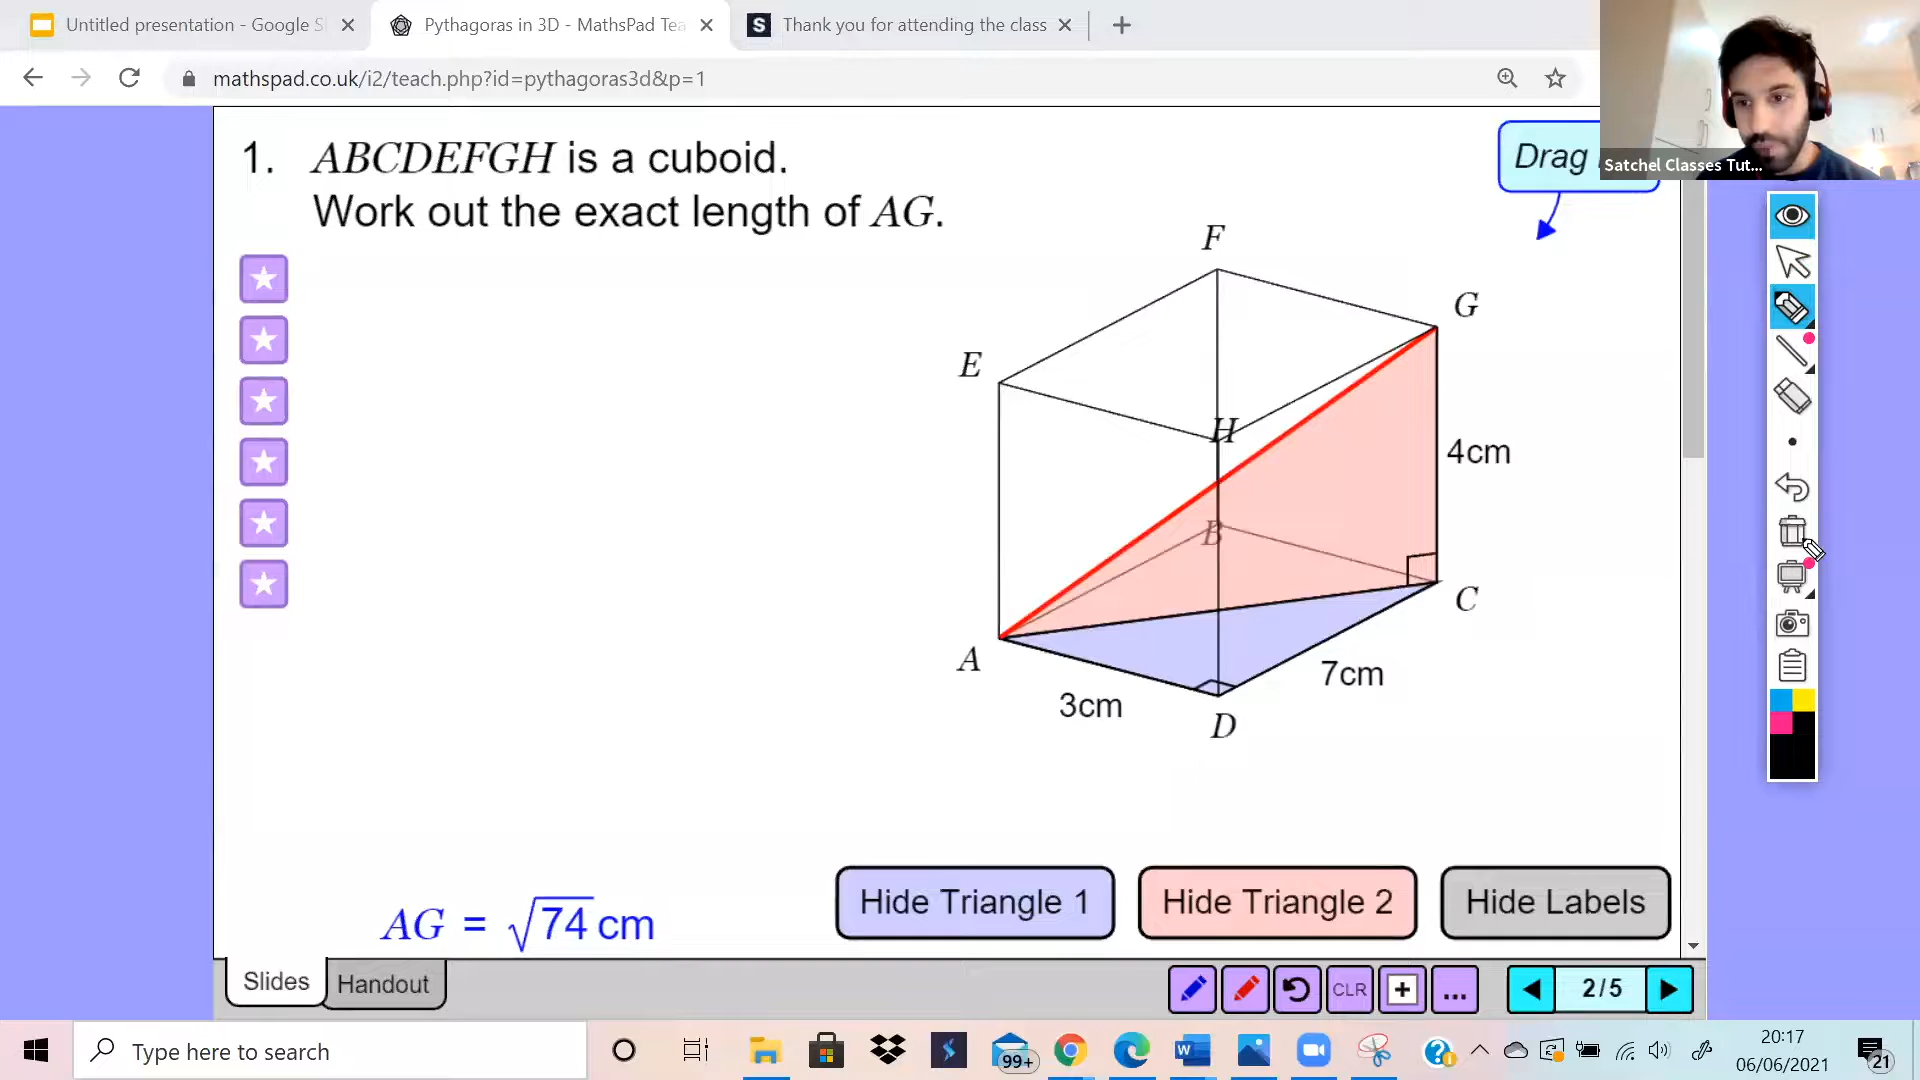 Untitled presentation - Google S
Pythagoras in 3D - MathsPad Tea
Thank you for attending the class
mathspad.co.uk/i2/teach.php?id=pythagoras3d&p=1
Satchel Classes Tut...
1. ABCDEFGH is a cuboid.
Work out the exact length of AG.
Drag
F
G
E
H
4cm
B
C
A
7cm
3cm
D
AG = √74 cm
Hide Triangle 1
Hide Triangle 2
Hide Labels
Slides
Handout
CLR
...
2/5
Type here to search
99+
20:17
06/06/2021
21